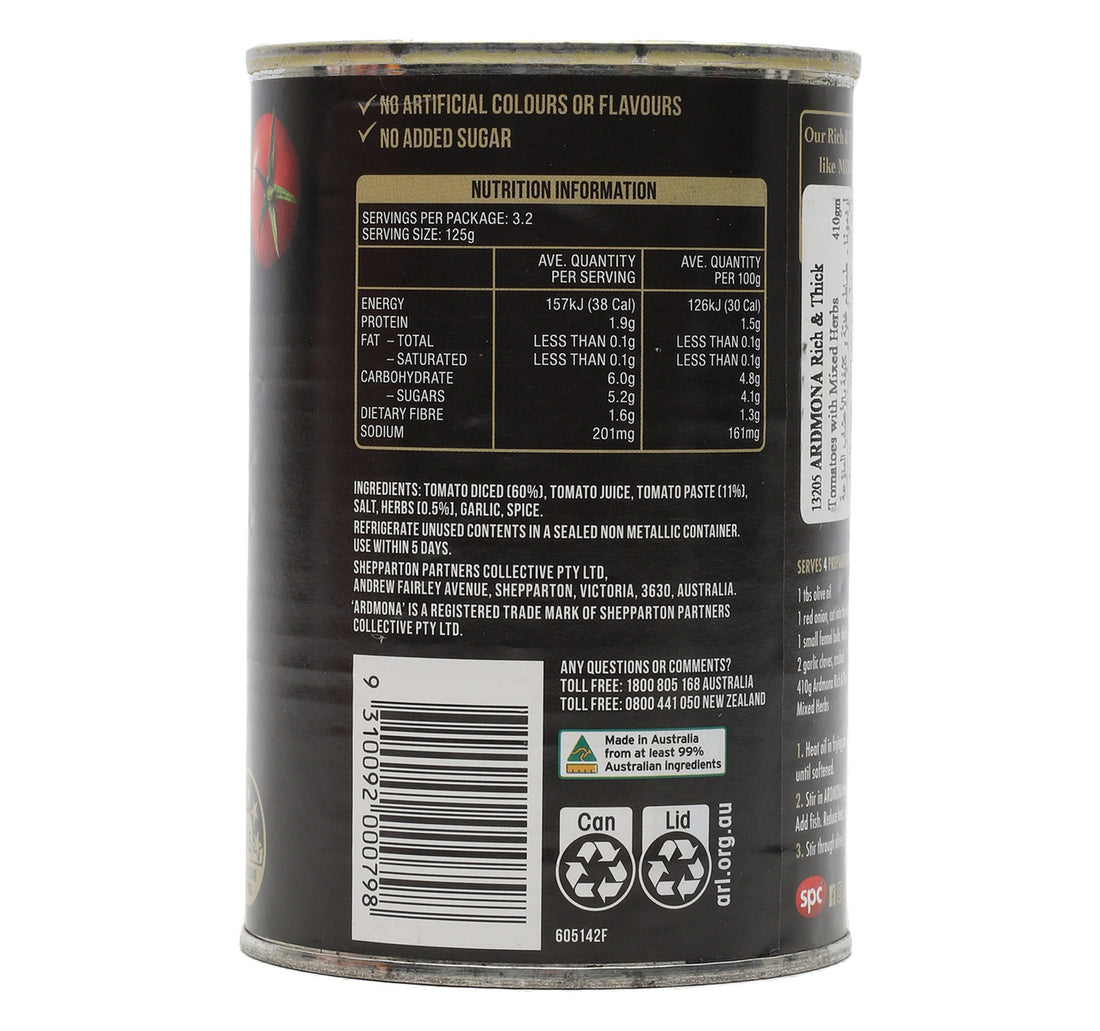 NO ARTIFICIAL COLOURS OR FLAVOURS
NO ADDED SUGAR
NUTRITION INFORMATION
SERVINGS PER PACKAGE: 3.2
SERVING SIZE: 125g
AVE. QUANTITY PER SERVING AVE. QUANTITY PER 100g
ENERGY 157kJ (38 Cal) 126kJ (30 Cal)
PROTEIN 1.9g 1.5g
FAT – TOTAL LESS THAN 0.1g LESS THAN 0.1g
– SATURATED LESS THAN 0.1g LESS THAN 0.1g
CARBOHYDRATE 6.0g 4.8g
– SUGARS 5.2g 4.1g
DIETARY FIBRE 1.6g 1.3g
SODIUM 201mg 161mg
INGREDIENTS: TOMATO DICED (60%), TOMATO JUICE, TOMATO PASTE (11%),
SALT, HERBS (0.5%), GARLIC, SPICE.
REFRIGERATE UNUSED CONTENTS IN A SEALED NON METALLIC CONTAINER.
USE WITHIN 5 DAYS.
SHEPPARTON PARTNERS COLLECTIVE PTY LTD,
ANDREW FAIRLEY AVENUE, SHEPPARTON, VICTORIA, 3630, AUSTRALIA.
'ARDMONA' IS A REGISTERED TRADE MARK OF SHEPPARTON PARTNERS
COLLECTIVE PTY LTD.
9 310092 000798
ANY QUESTIONS OR COMMENTS?
TOLL FREE: 1800 805 168 AUSTRALIA
TOLL FREE: 0800 441 050 NEW ZEALAND
Made in Australia
from at least 99%
Australian ingredients
Can
Lid
arl.org.au
605142F
Our Rich &
like
13205 ARDMONA Rich & Thick
Tomatoes with Mixed Herbs 410gm
SERVES 4
1 tbs olive oil
1 red onion, cut into
1 small fennel bulb,
2 garlic cloves, crushed
410g Ardmona Rich &
Mixed Herbs
1. Heat oil in frying
until softened.
2. Stir in ARDMONA
Add fish. Reduce
3. Stir through
spc